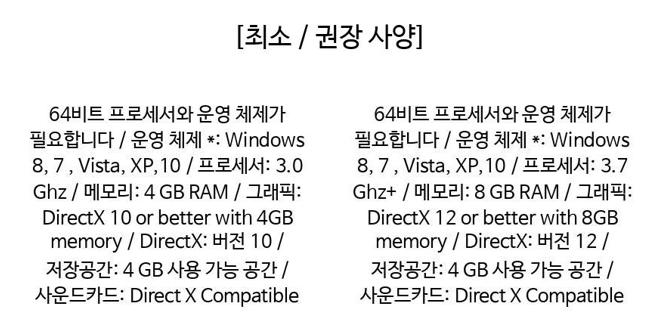 [최소 / 권장 사양]
64비트 프로세서와 운영 체제가
필요합니다 / 운영 체제 *: Windows
8, 7 , Vista, XP,10 / 프로세서: 3.0
Ghz / 메모리: 4 GB RAM / 그래픽:
DirectX 10 or better with 4GB
memory / DirectX: 버전 10 /
저장공간: 4 GB 사용 가능 공간 /
사운드카드: Direct X Compatible
64비트 프로세서와 운영 체제가
필요합니다 / 운영 체제 *: Windows
8, 7 , Vista, XP,10 / 프로세서: 3.7
Ghz+ / 메모리: 8 GB RAM / 그래픽:
DirectX 12 or better with 8GB
memory / DirectX: 버전 12 /
저장공간: 4 GB 사용 가능 공간 /
사운드카드: Direct X Compatible